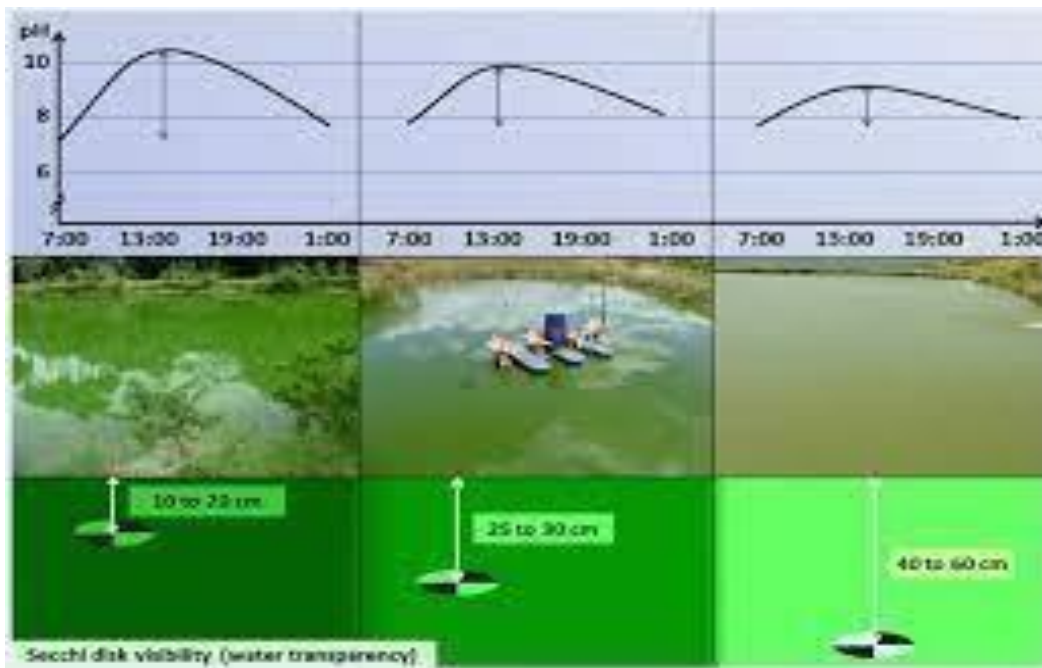 pH
10
8
6
7:00 13:00 19:00 1:00 7:00 13:00 19:00 1:00 7:00 13:00 19:00 1:00
10 to 20 cm
25 to 30 cm
40 to 60 cm
Secchi disk visibility (water transparency)